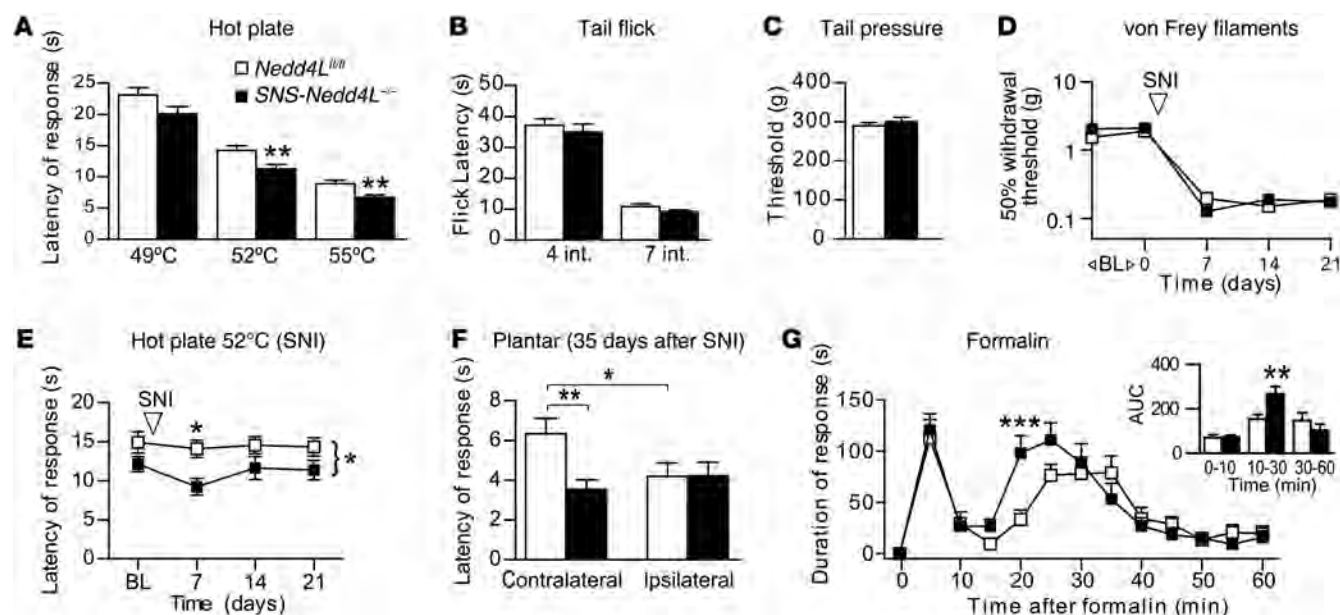 A Hot plate
Latency of response (s)
25
20
15
10
5
0
Nedd4L^fl/fl
SNS-Nedd4L^-/-
**
**
49ºC 52ºC 55ºC
B Tail flick
Flick Latency (s)
50
40
30
20
10
0
4 int. 7 int.
C Tail pressure
Threshold (g)
400
300
200
100
0
D von Frey filaments
50% withdrawal
threshold (g)
10
1
0.1
SNI
◃BL▹ 0 7 14 21
Time (days)
E Hot plate 52°C (SNI)
Latency of response (s)
20
15
10
5
0
SNI
*
} *
BL 7 14 21
Time (days)
F Plantar (35 days after SNI)
Latency of response (s)
8
6
4
2
0
*
**
Contralateral Ipsilateral
G Formalin
Duration of response (s)
150
100
50
0
***
0 10 20 30 40 50 60
Time after formalin (min)
AUC
400
200
0
**
0-10 10-30 30-60
Time (min)